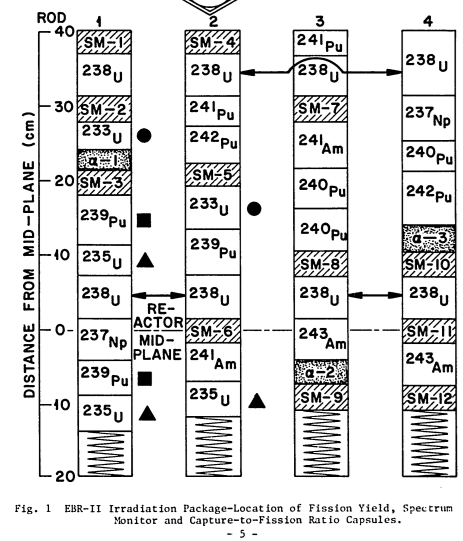 ROD 1 2 3 4
40
30
20
10
0
10
20
DISTANCE FROM MID-PLANE (cm)
SM-1
238U
SM-2
233U
α-1
SM-3
239Pu
235U
238U
237Np
239Pu
235U
RE-
ACTOR
MID-
PLANE
SM-4
238U
241Pu
242Pu
SM-5
233U
239Pu
238U
SM-6
241Am
235U
241Pu
238U
SM-7
241Am
240Pu
240Pu
SM-8
238U
243Am
α-2
SM-9
238U
237Np
240Pu
242Pu
α-3
SM-10
238U
SM-11
243Am
SM-12
Fig. 1 EBR-II Irradiation Package-Location of Fission Yield, Spectrum
Monitor and Capture-to-Fission Ratio Capsules.
- 5 -